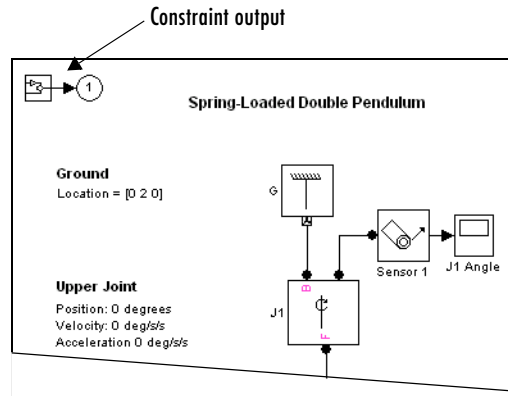 Constraint output
1
Spring-Loaded Double Pendulum
Ground
Location = [0 2 0]
G
Sensor 1
J1 Angle
Upper Joint
Position: 0 degrees
Velocity: 0 deg/s/s
Acceleration 0 deg/s/s
J1
B
F